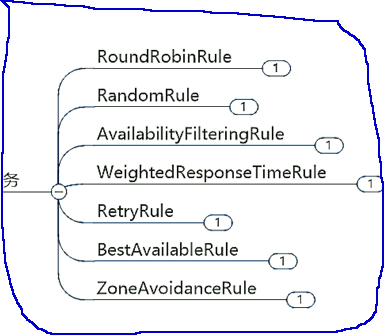 RoundRobinRule
1
RandomRule
1
AvailabilityFilteringRule
1
务
WeightedResponseTimeRule
1
RetryRule
1
BestAvailableRule
1
ZoneAvoidanceRule
1